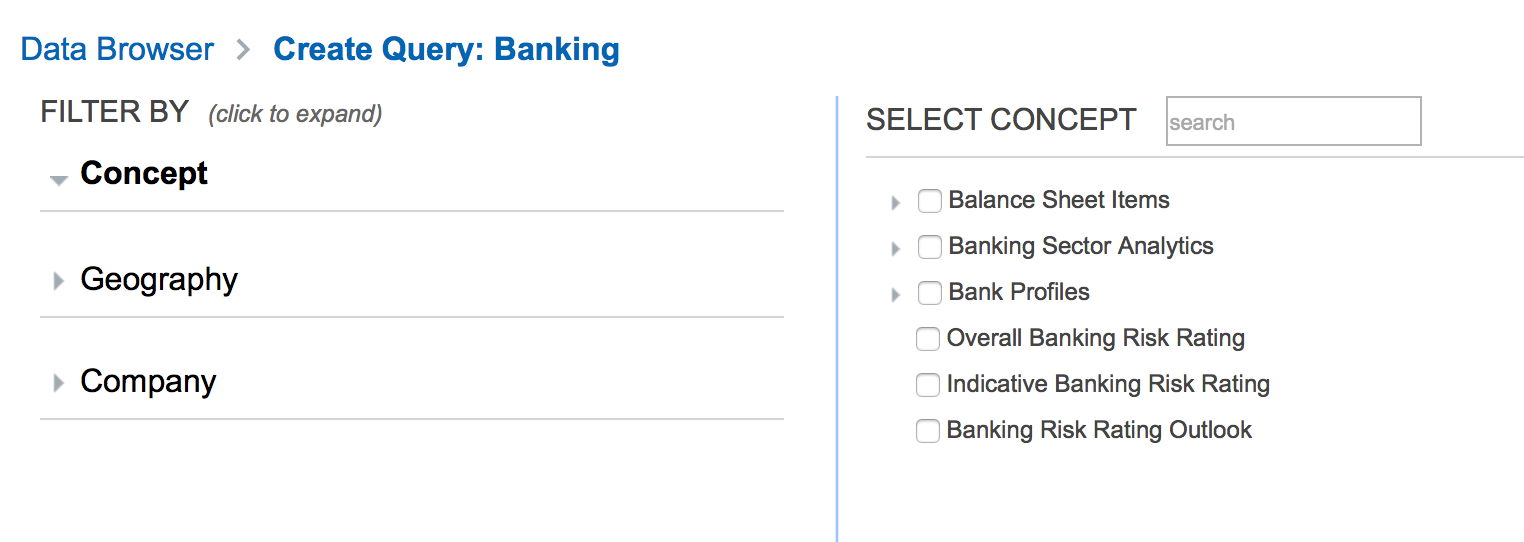 Data Browser > Create Query: Banking
FILTER BY (click to expand)
Concept
Geography
Company
SELECT CONCEPT search
Balance Sheet Items
Banking Sector Analytics
Bank Profiles
Overall Banking Risk Rating
Indicative Banking Risk Rating
Banking Risk Rating Outlook